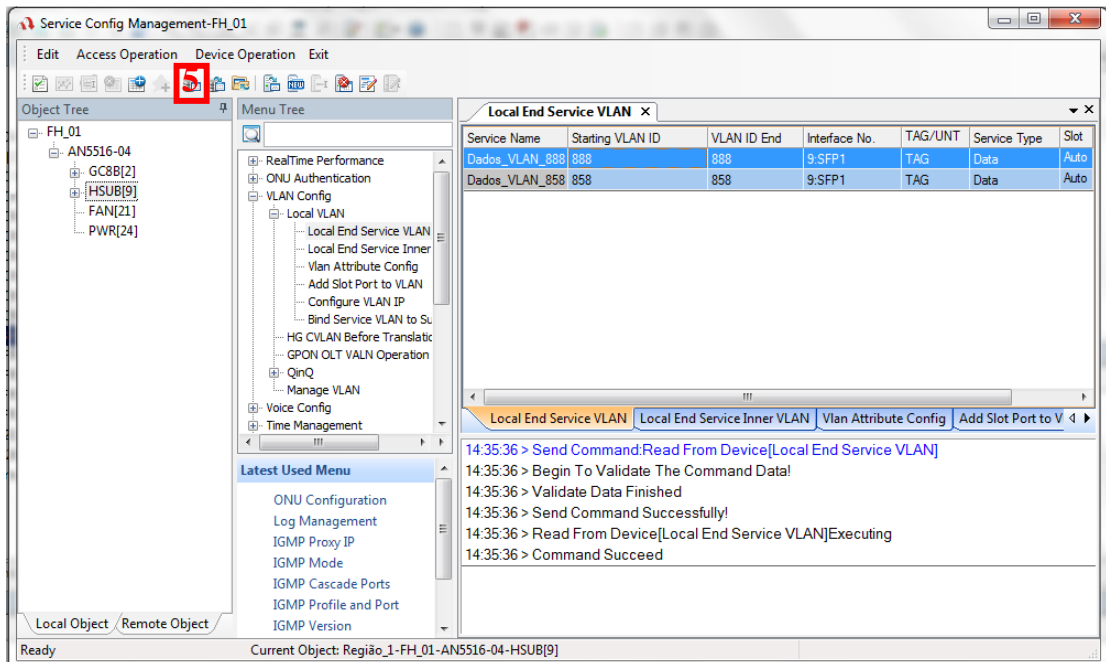 Service Config Management-FH_01
Edit Access Operation Device Operation Exit
5
NEW
Object Tree
FH_01
AN5516-04
GC8B[2]
HSUB[9]
FAN[21]
PWR[24]
Local Object Remote Object
Menu Tree
RealTime Performance
ONU Authentication
VLAN Config
Local VLAN
Local End Service VLAN
Local End Service Inner
Vlan Attribute Config
Add Slot Port to VLAN
Configure VLAN IP
Bind Service VLAN to Su
HG CVLAN Before Translatic
GPON OLT VALN Operation
QinQ
Manage VLAN
Voice Config
Time Management
Latest Used Menu
ONU Configuration
Log Management
IGMP Proxy IP
IGMP Mode
IGMP Cascade Ports
IGMP Profile and Port
IGMP Version
Local End Service VLAN X
Service Name Starting VLAN ID VLAN ID End Interface No. TAG/UNT Service Type Slot
Dados_VLAN_888 888 888 9:SFP1 TAG Data Auto
Dados_VLAN_858 858 858 9:SFP1 TAG Data Auto
Local End Service VLAN Local End Service Inner VLAN Vlan Attribute Config Add Slot Port to V
14:35:36 > Send Command:Read From Device[Local End Service VLAN]
14:35:36 > Begin To Validate The Command Data!
14:35:36 > Validate Data Finished
14:35:36 > Send Command Successfully!
14:35:36 > Read From Device[Local End Service VLAN]Executing
14:35:36 > Command Succeed
Ready Current Object: Região_1-FH_01-AN5516-04-HSUB[9]